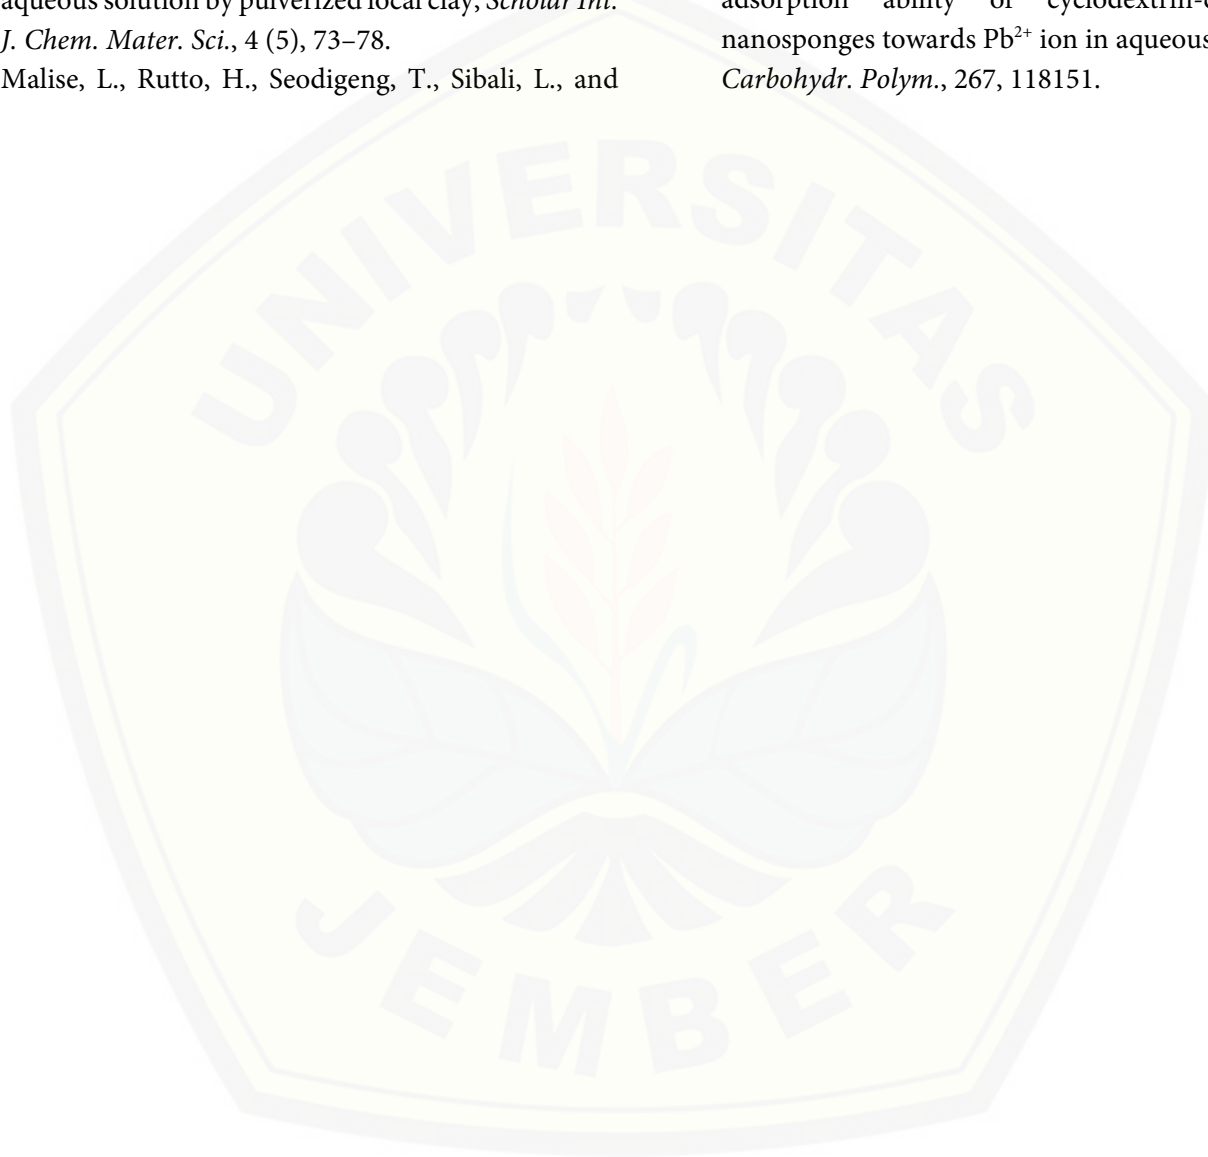 aqueous solution by pulverized local clay, Scholar Int.
J. Chem. Mater. Sci., 4 (5), 73–78.
Malise, L., Rutto, H., Seodigeng, T., Sibali, L., and
adsorption ability of
nanosponges towards Pb²⁺ ion in aqueous
Carbohydr. Polym., 267, 118151.
UNIVERSITAS
JEMBER